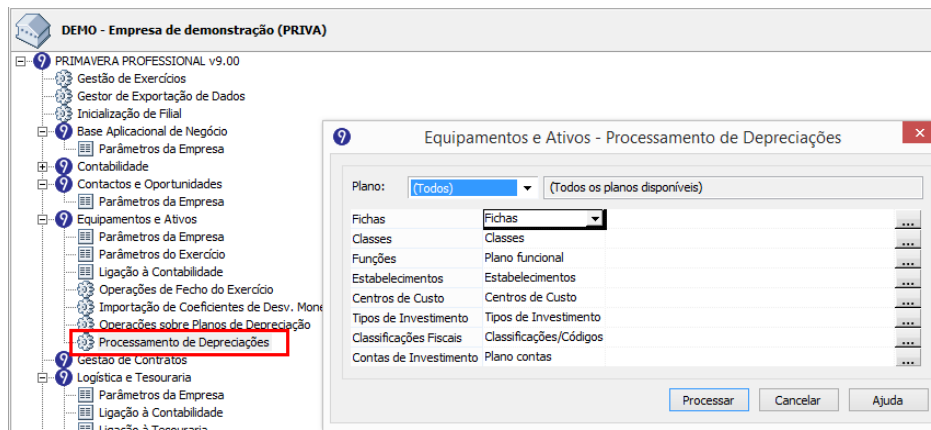 DEMO - Empresa de demonstração (PRIVA)
PRIMAVERA PROFESSIONAL v9.00
Gestão de Exercícios
Gestor de Exportação de Dados
Inicialização de Filial
Base Aplicacional de Negócio
Parâmetros da Empresa
Contabilidade
Contactos e Oportunidades
Parâmetros da Empresa
Equipamentos e Ativos
Parâmetros da Empresa
Parâmetros do Exercício
Ligação à Contabilidade
Operações de Fecho do Exercício
Importação de Coeficientes de Desv. Mone
Operações sobre Planos de Depreciação
Processamento de Depreciações
Gestão de Contratos
Logística e Tesouraria
Parâmetros da Empresa
Ligação à Contabilidade
Ligação à Tesouraria
Equipamentos e Ativos - Processamento de Depreciações
Plano: (Todos) (Todos os planos disponíveis)
Fichas Fichas ...
Classes Classes ...
Funções Plano funcional ...
Estabelecimentos Estabelecimentos ...
Centros de Custo Centros de Custo ...
Tipos de Investimento Tipos de Investimento ...
Classificações Fiscais Classificações/Códigos ...
Contas de Investimento Plano contas ...
Processar Cancelar Ajuda